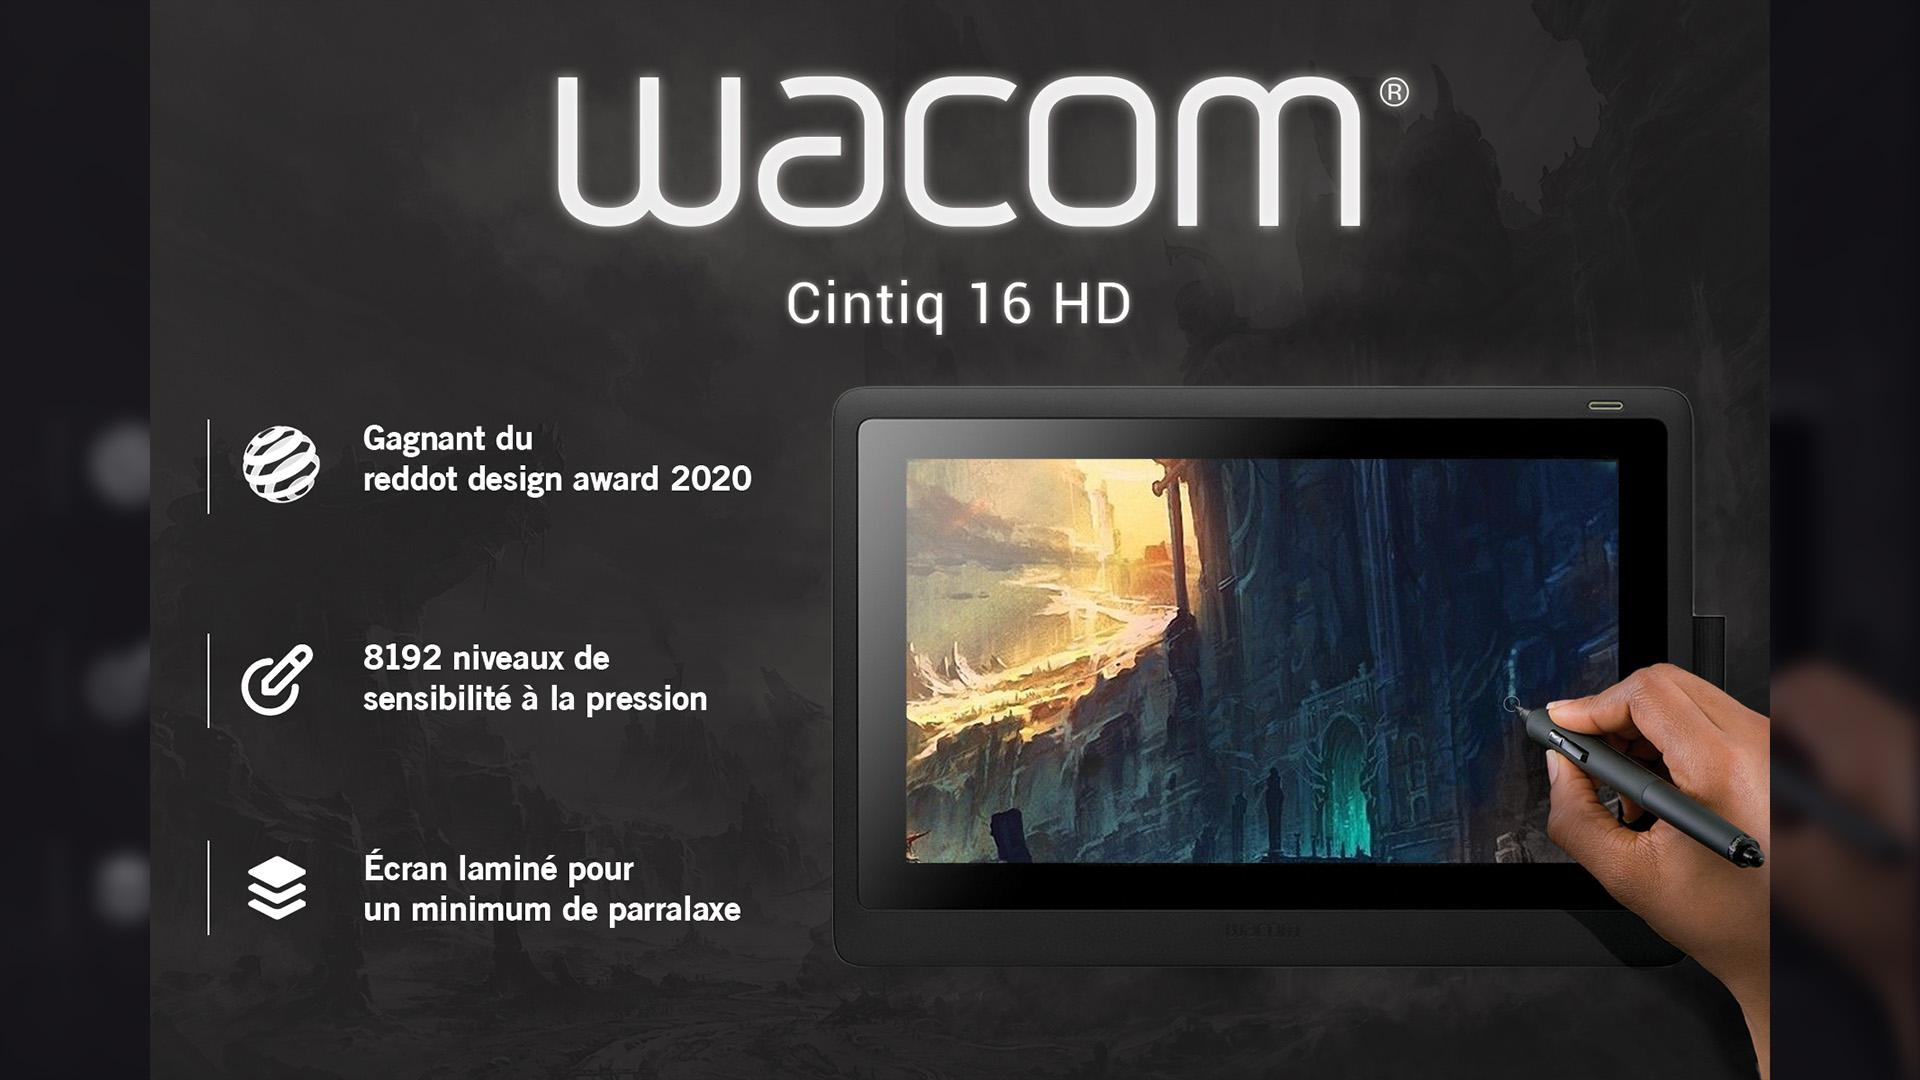 wacom®
Cintiq 16 HD
Gagnant du
reddot design award 2020
8192 niveaux de
sensibilité à la pression
Écran laminé pour
un minimum de parralaxe
wacom